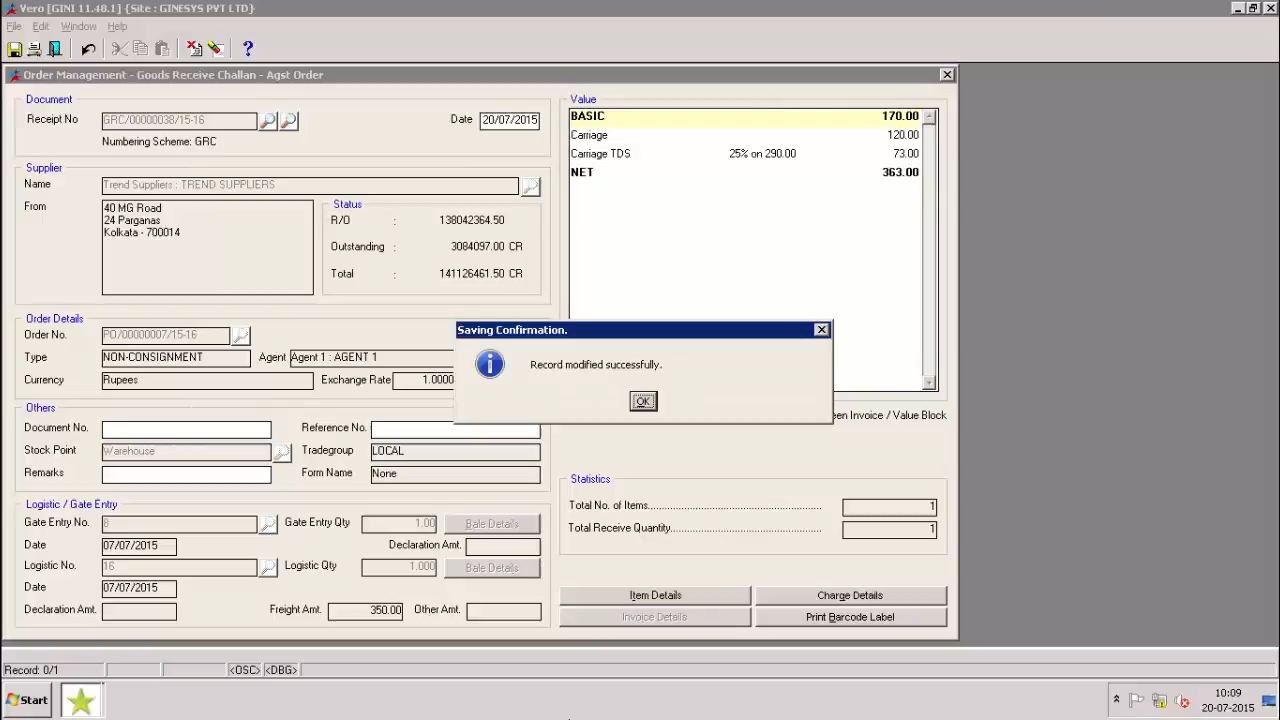 Vero [GINI 11.48.1] {Site : GINESYS PVT LTD}
File Edit Window Help
Order Management - Goods Receive Challan - Agst Order
Document
Receipt No GRC/00000038/15-16 Date 20/07/2015
Numbering Scheme: GRC
Supplier
Name Trend Suppliers : TREND SUPPLIERS
From 40 MG Road
24 Parganas
Kolkata - 700014
Status
R/O : 138042364.50
Outstanding : 3084097.00 CR
Total : 141126461.50 CR
Order Details
Order No. PO/00000007/15-16
Type NON-CONSIGNMENT Agent Agent 1 : AGENT 1
Currency Rupees Exchange Rate 1.0000
Others
Document No. Reference No.
Stock Point Warehouse Tradegroup LOCAL
Remarks Form Name None
Logistic / Gate Entry
Gate Entry No. 8 Gate Entry Qty 1.00 Bale Details
Date 07/07/2015 Declaration Amt.
Logistic No. 16 Logistic Qty 1.000 Bale Details
Date 07/07/2015
Declaration Amt. Freight Amt. 350.00 Other Amt.
Value
BASIC 170.00
Carriage 120.00
Carriage TDS 25% on 290.00 73.00
NET 363.00
Saving Confirmation.
Record modified successfully.
OK
Invoice / Value Block
Statistics
Total No. of Items........................................................ 1
Total Receive Quantity.................................................. 1
Item Details Charge Details
Invoice Details Print Barcode Label
Record: 0/1 <OSC> <DBG>
Start
10:09
20-07-2015